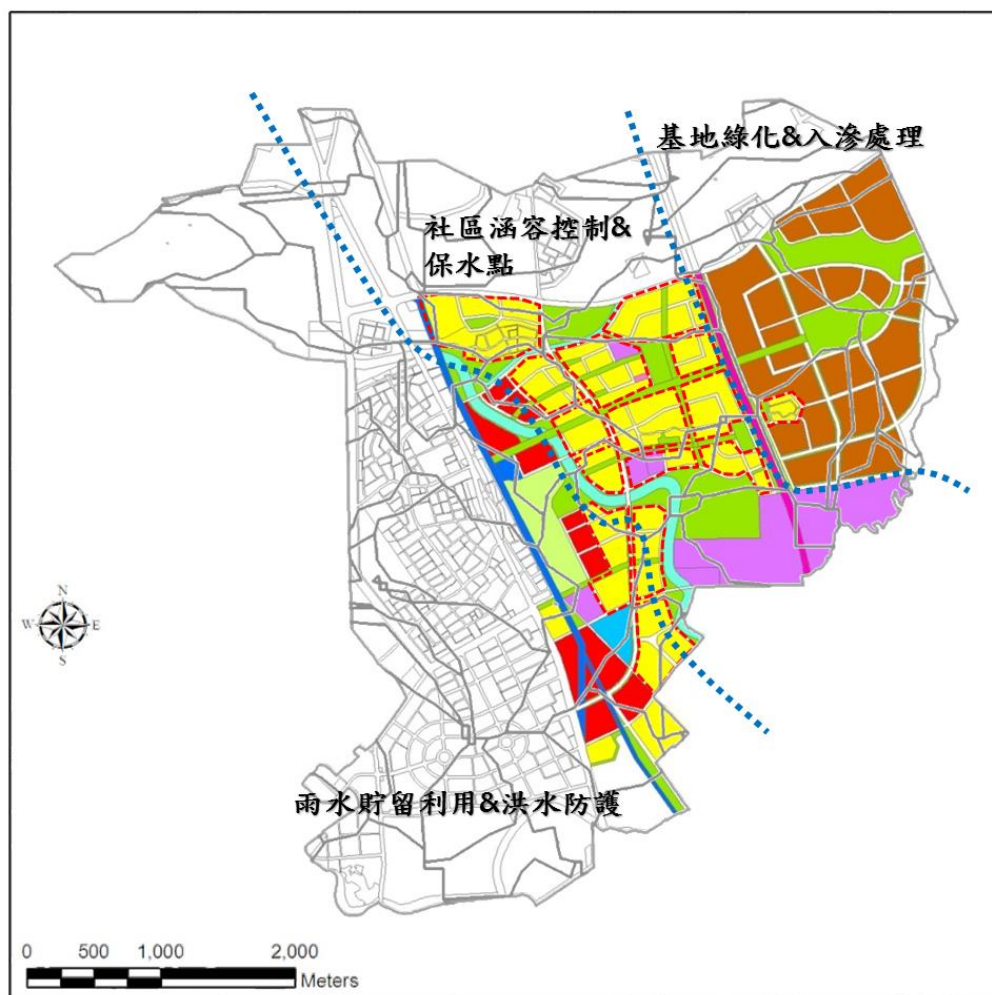 基地綠化&入滲處理
社區涵容控制&
保水點
N
W
E
S
雨水貯留利用&洪水防護
0 500 1,000 2,000
Meters